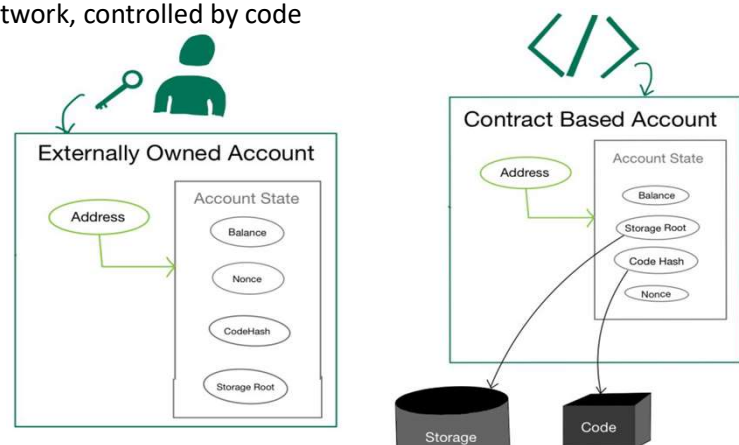 twork, controlled by code
Externally Owned Account
Address
Account State
Balance
Nonce
CodeHash
Storage Root
</>
Contract Based Account
Address
Account State
Balance
Storage Root
Code Hash
Nonce
Storage
Code